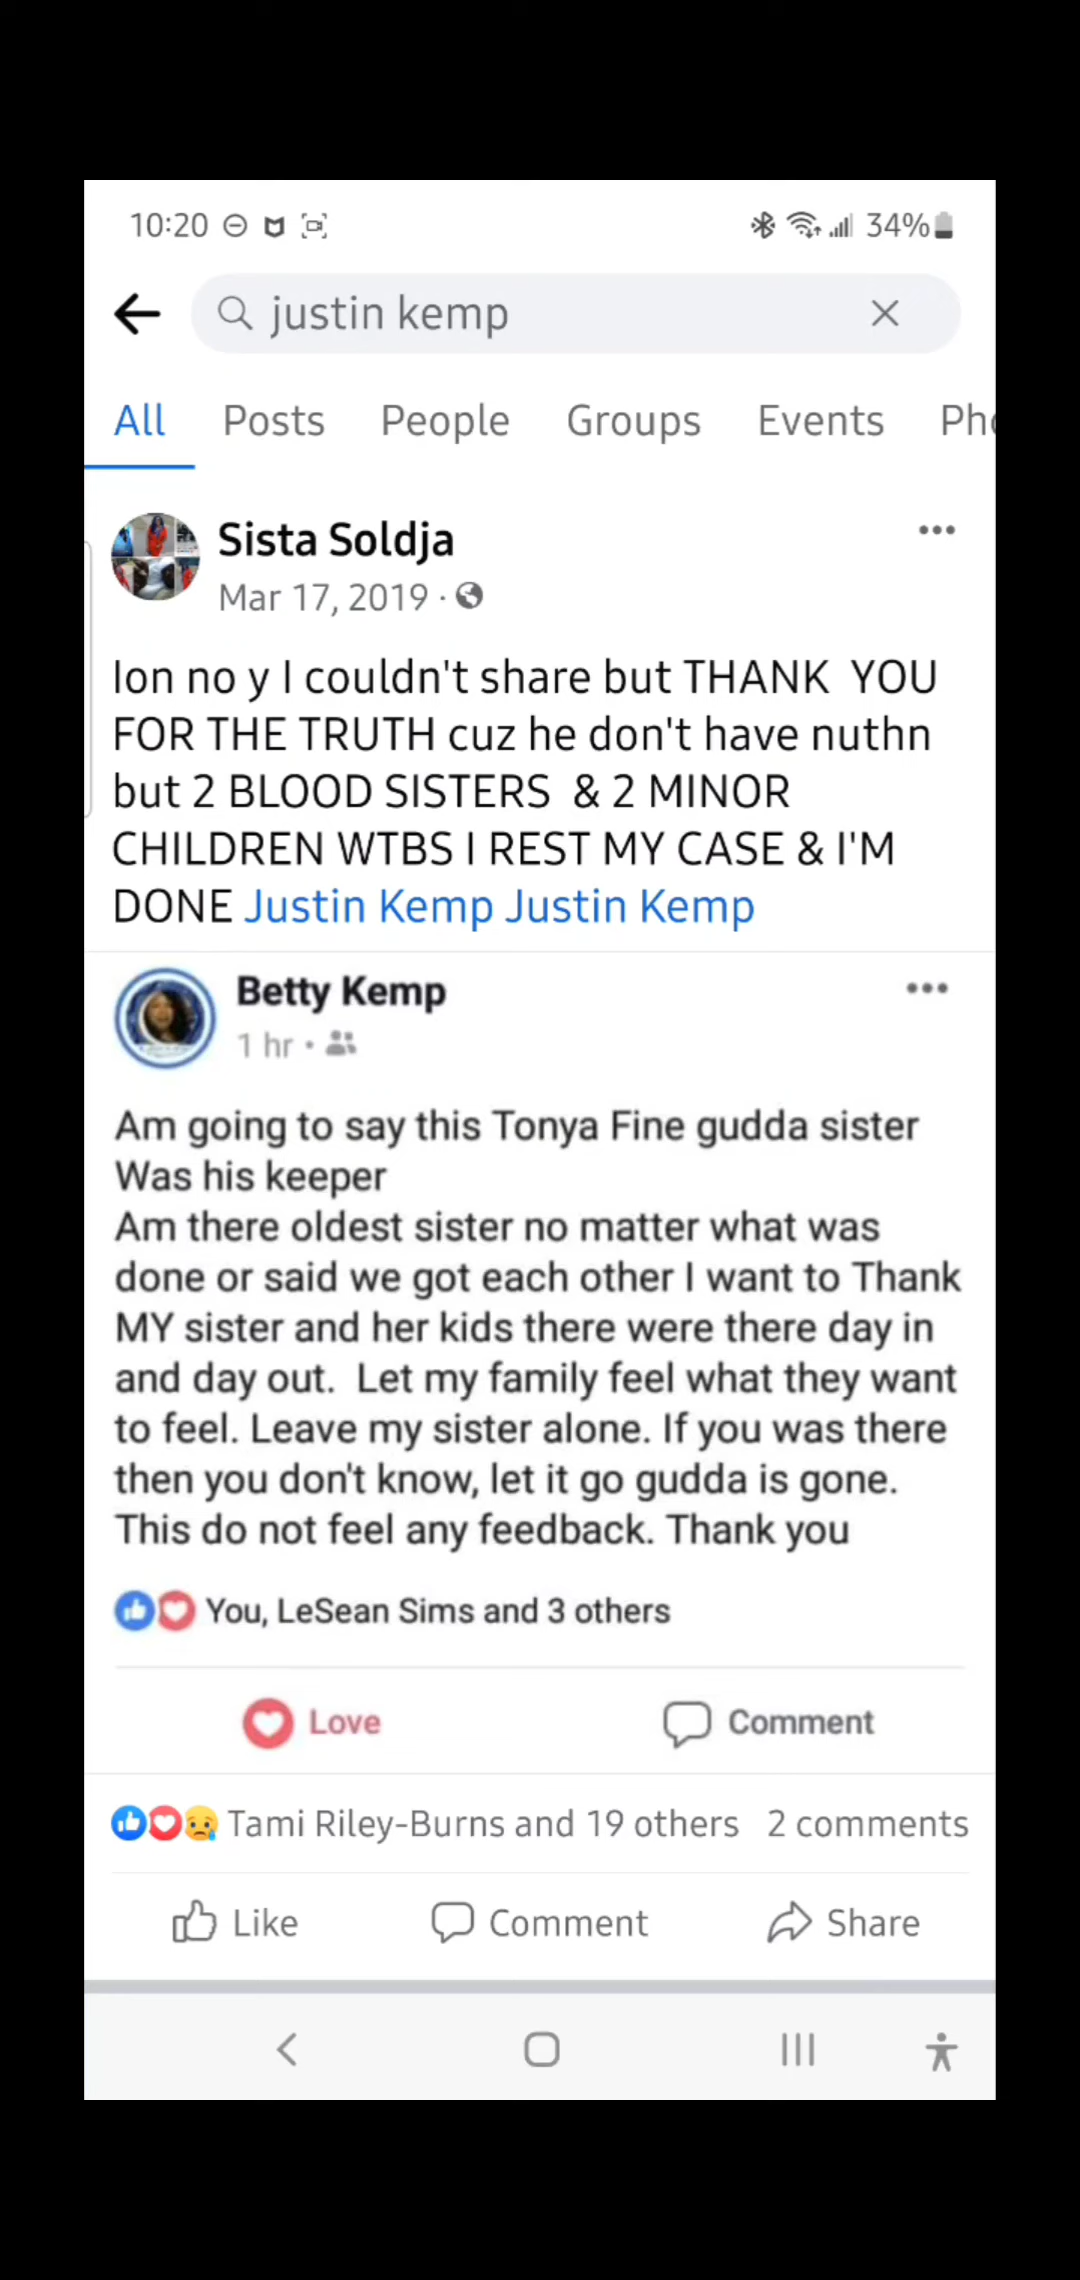 10:20 34%
justin kemp
All Posts People Groups Events Pho
Sista Soldja
Mar 17, 2019 ·
Ion no y I couldn't share but THANK YOU
FOR THE TRUTH cuz he don't have nuthn
but 2 BLOOD SISTERS & 2 MINOR
CHILDREN WTBS I REST MY CASE & I'M
DONE Justin Kemp Justin Kemp
Betty Kemp
1 hr •
Am going to say this Tonya Fine gudda sister
Was his keeper
Am there oldest sister no matter what was
done or said we got each other I want to Thank
MY sister and her kids there were there day in
and day out. Let my family feel what they want
to feel. Leave my sister alone. If you was there
then you don't know, let it go gudda is gone.
This do not feel any feedback. Thank you
You, LeSean Sims and 3 others
Love Comment
Tami Riley-Burns and 19 others 2 comments
Like Comment Share